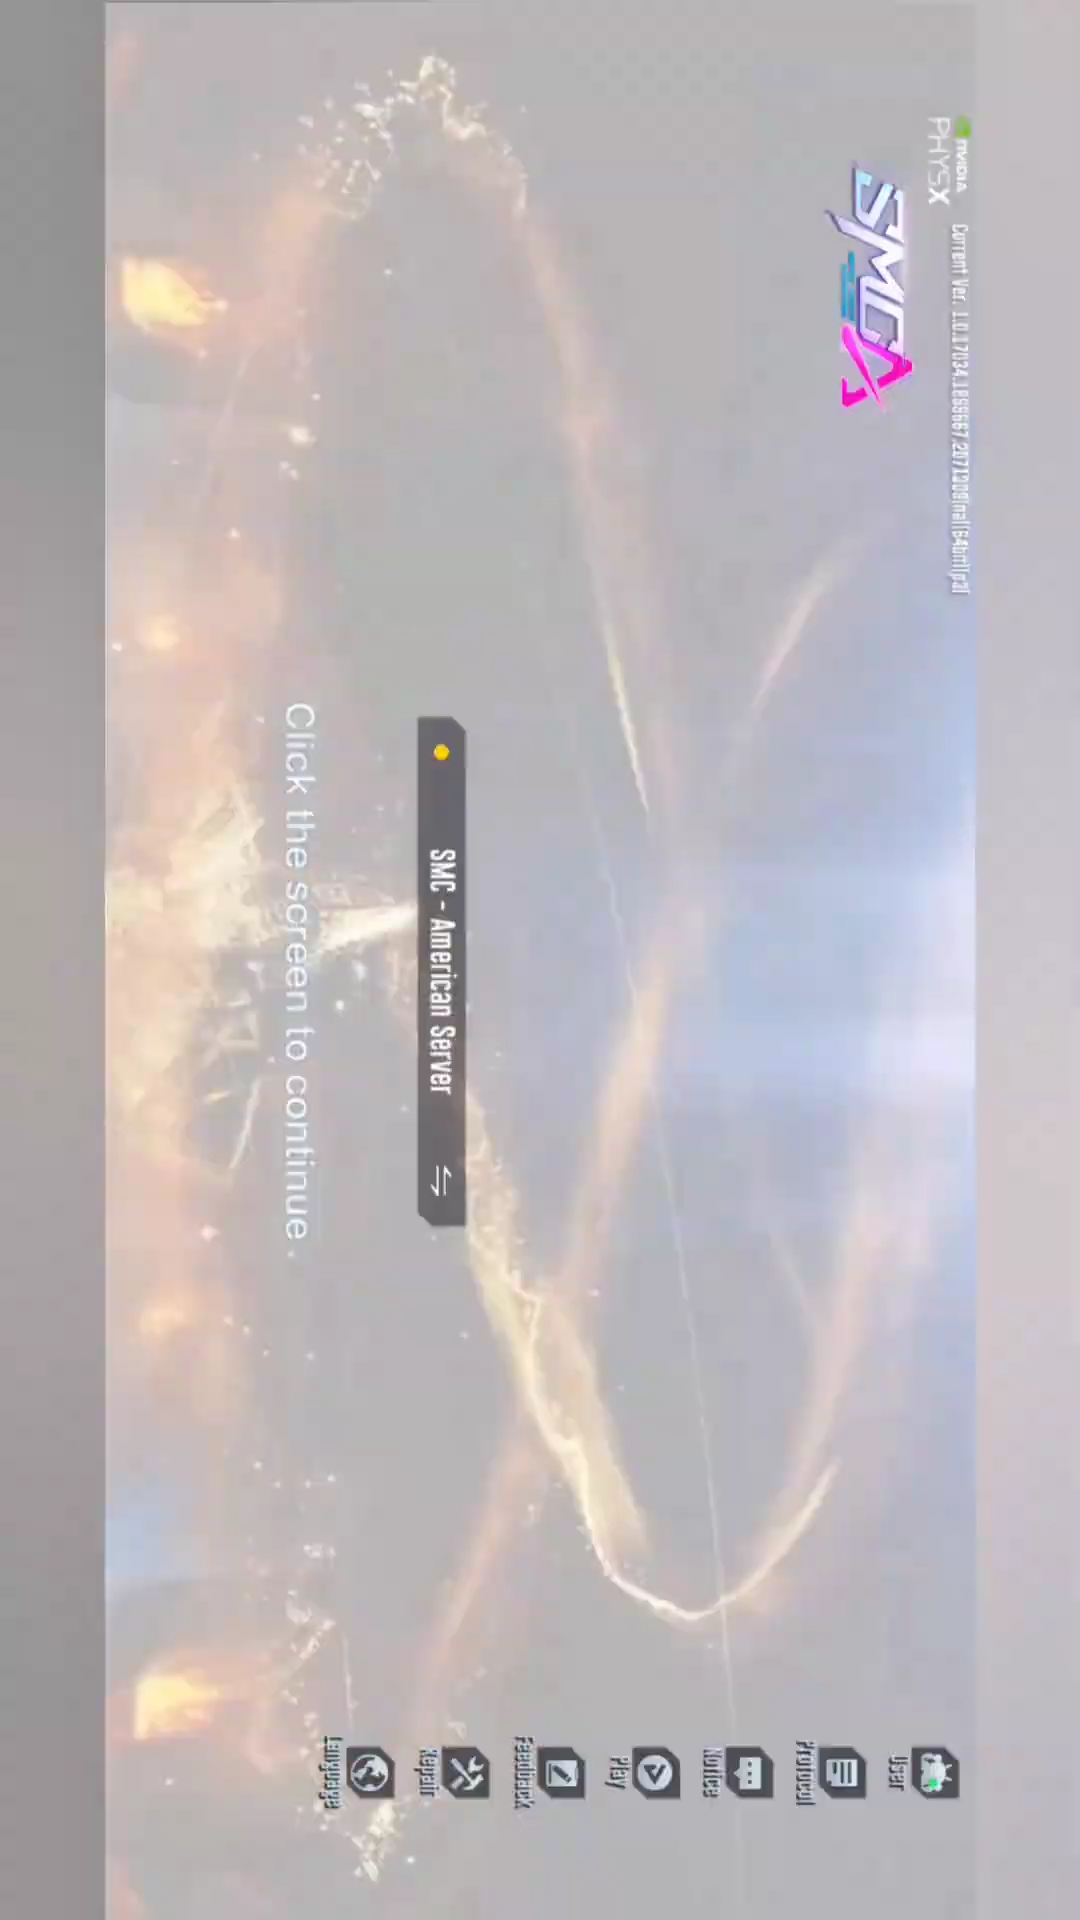 NVIDIA
PHYSX
SMC
User
Protocol
Notice
Play
Feedback
Repair
Language
SMC - American Server
Click the screen to continue.